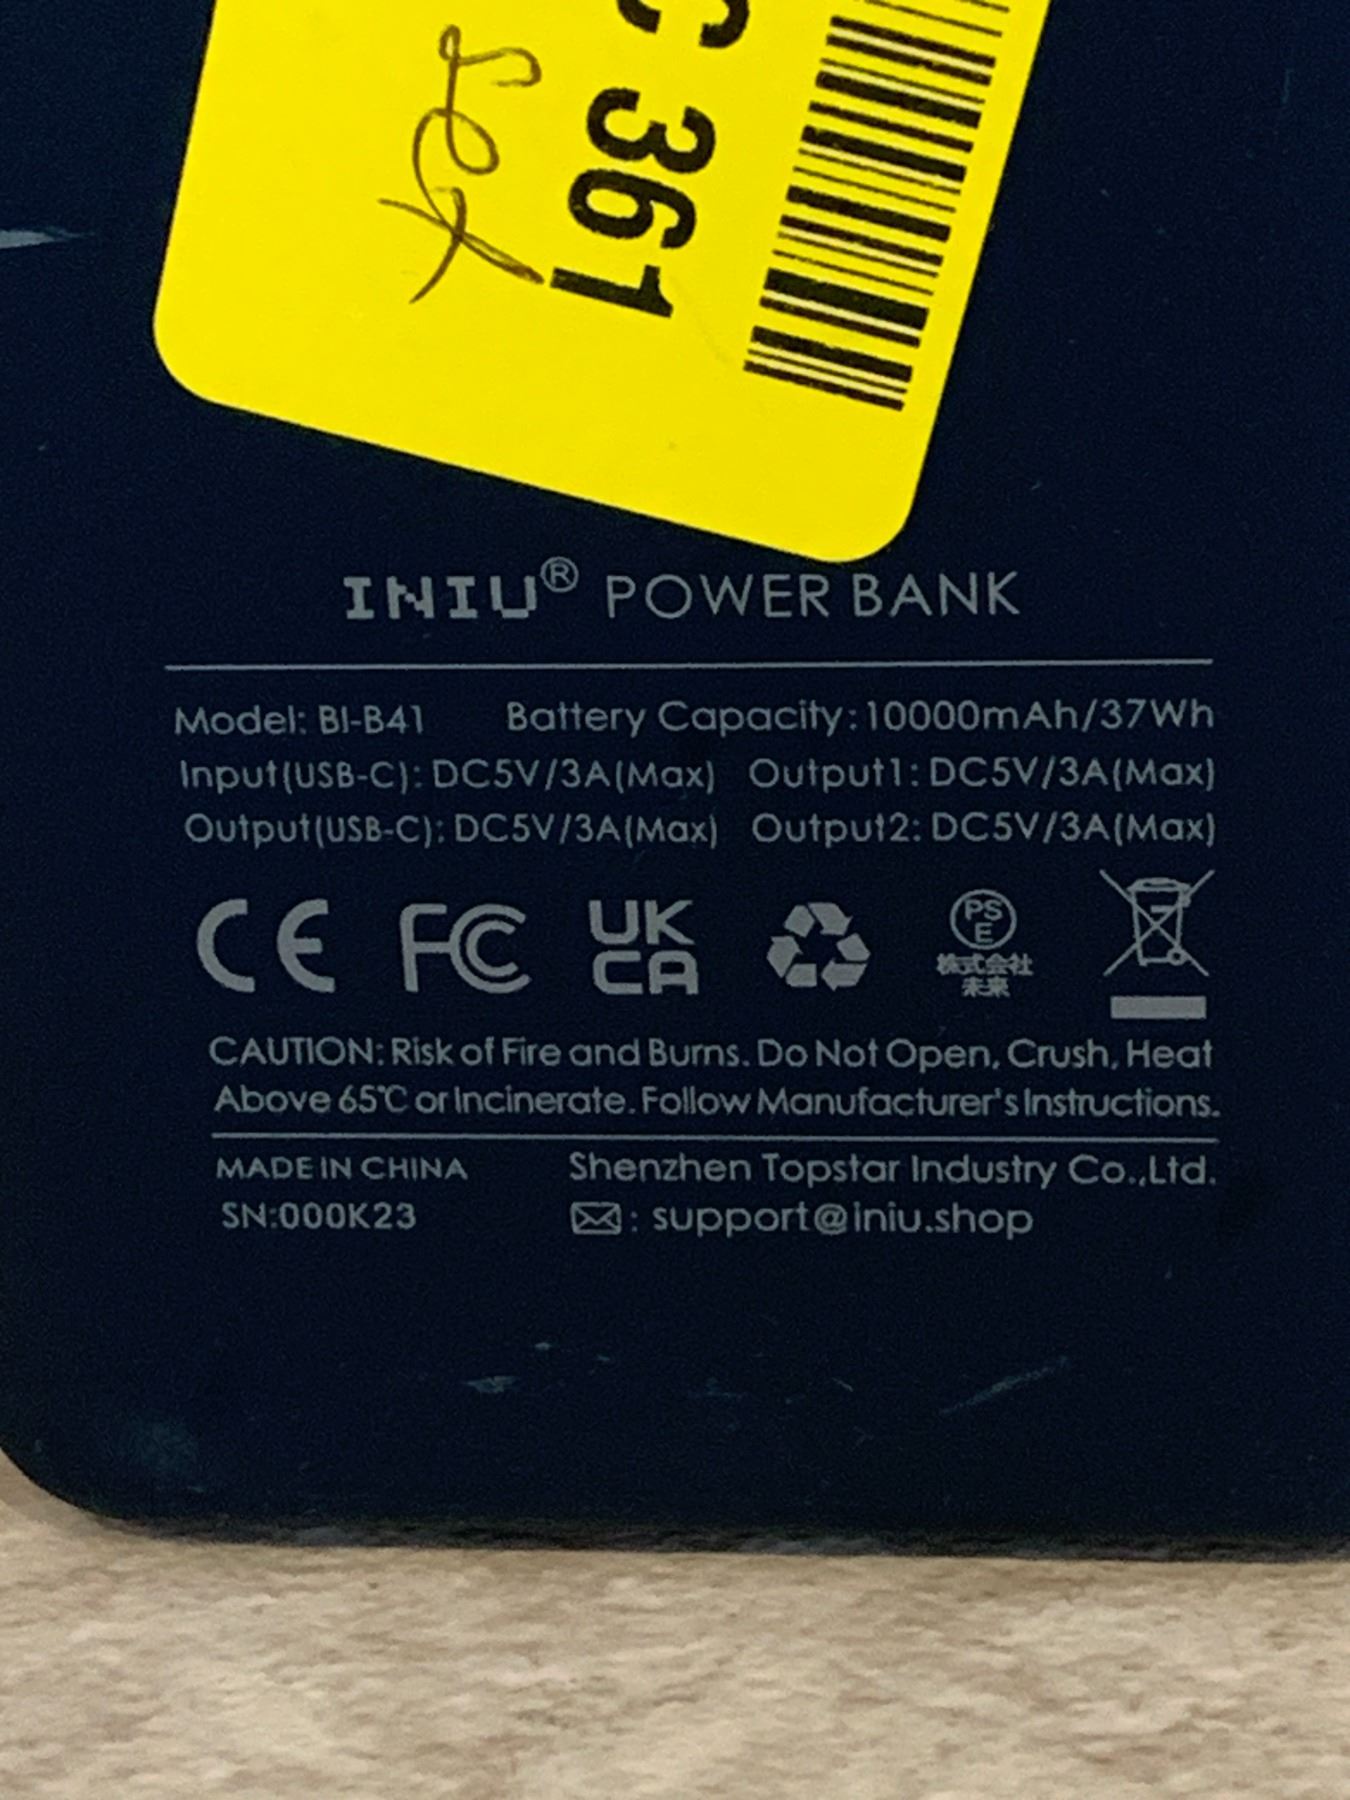 C 361
INIU® POWER BANK
Model: BI-B41 Battery Capacity:10000mAh/37Wh
Input(USB-C): DC5V/3A(Max) Output1: DC5V/3A(Max)
Output(USB-C): DC5V/3A(Max) Output2: DC5V/3A(Max)
CE FC UK CA PS E
株式会社
未来
CAUTION: Risk of Fire and Burns. Do Not Open, Crush, Heat
Above 65℃ or Incinerate. Follow Manufacturer's Instructions.
MADE IN CHINA Shenzhen Topstar Industry Co.,Ltd.
SN:000K23 : support@iniu.shop